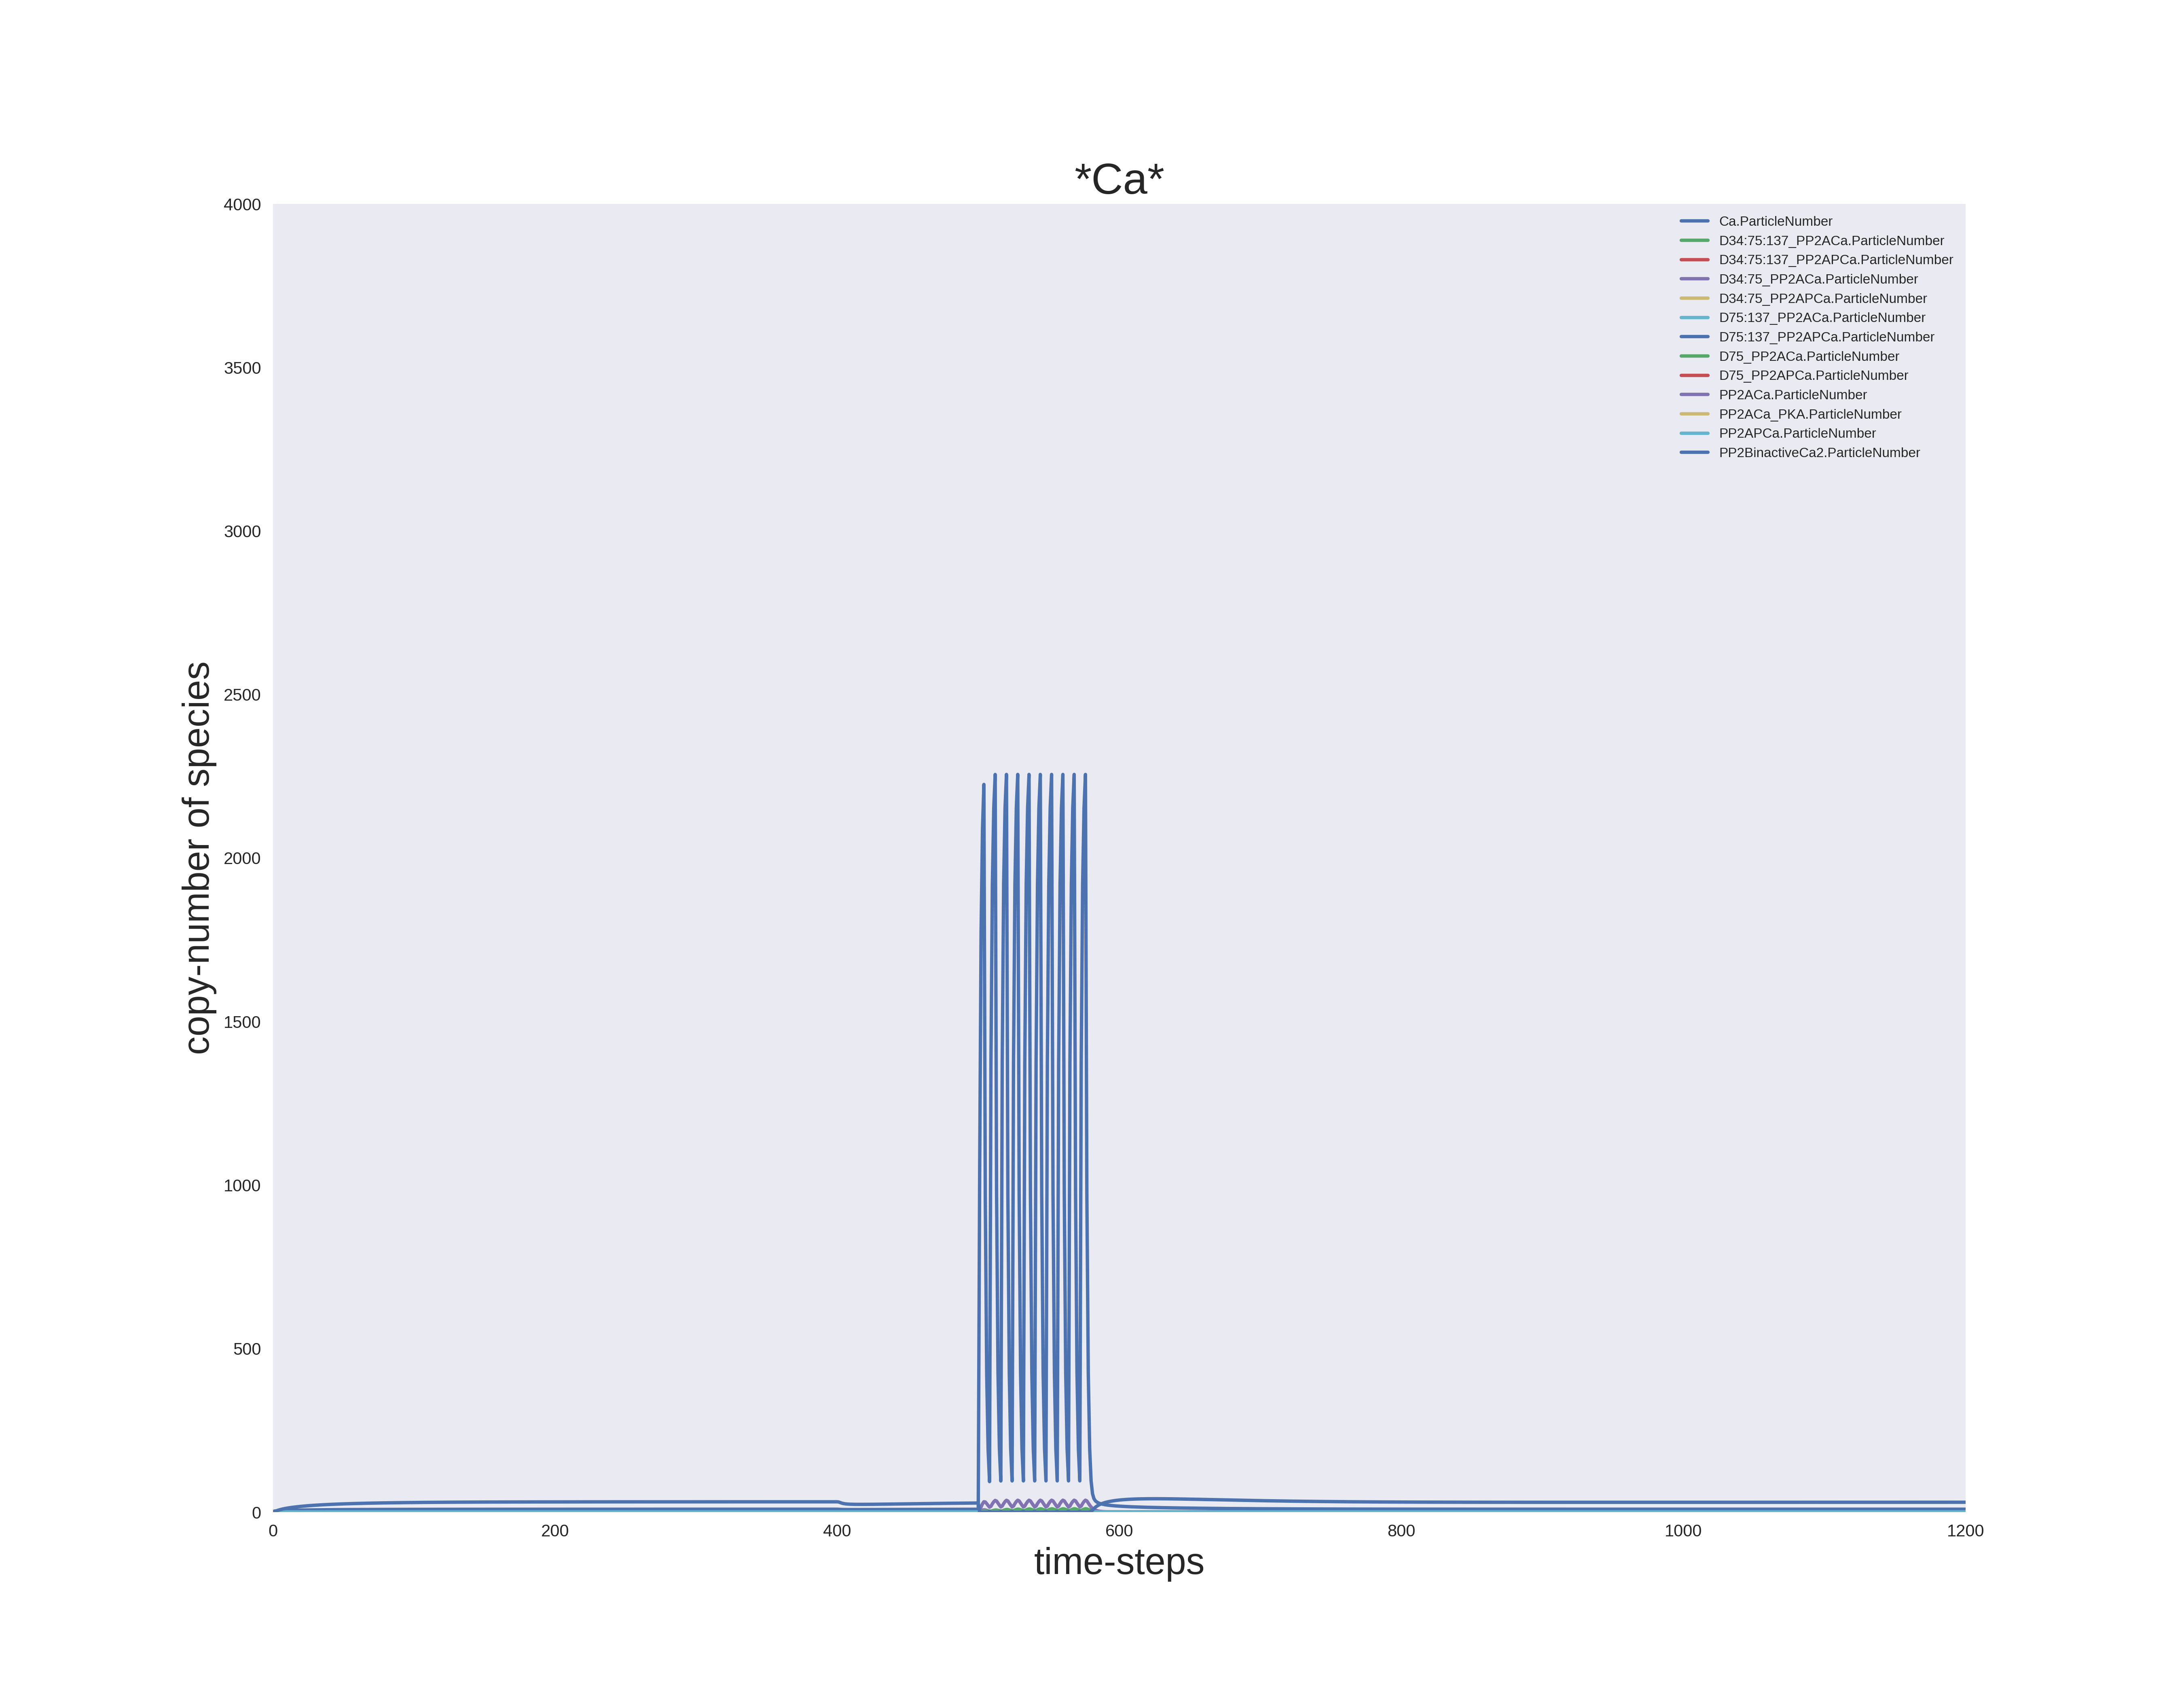 *Ca*
4000
3500
3000
2500
2000
1500
1000
500
0
copy-number of species
Ca.ParticleNumber
D34:75:137_PP2ACa.ParticleNumber
D34:75:137_PP2APCa.ParticleNumber
D34:75_PP2ACa.ParticleNumber
D34:75_PP2APCa.ParticleNumber
D75:137_PP2ACa.ParticleNumber
D75:137_PP2APCa.ParticleNumber
D75_PP2ACa.ParticleNumber
D75_PP2APCa.ParticleNumber
PP2ACa.ParticleNumber
PP2ACa_PKA.ParticleNumber
PP2APCa.ParticleNumber
PP2BinactiveCa2.ParticleNumber
0 200 400 600 800 1000 1200
time-steps